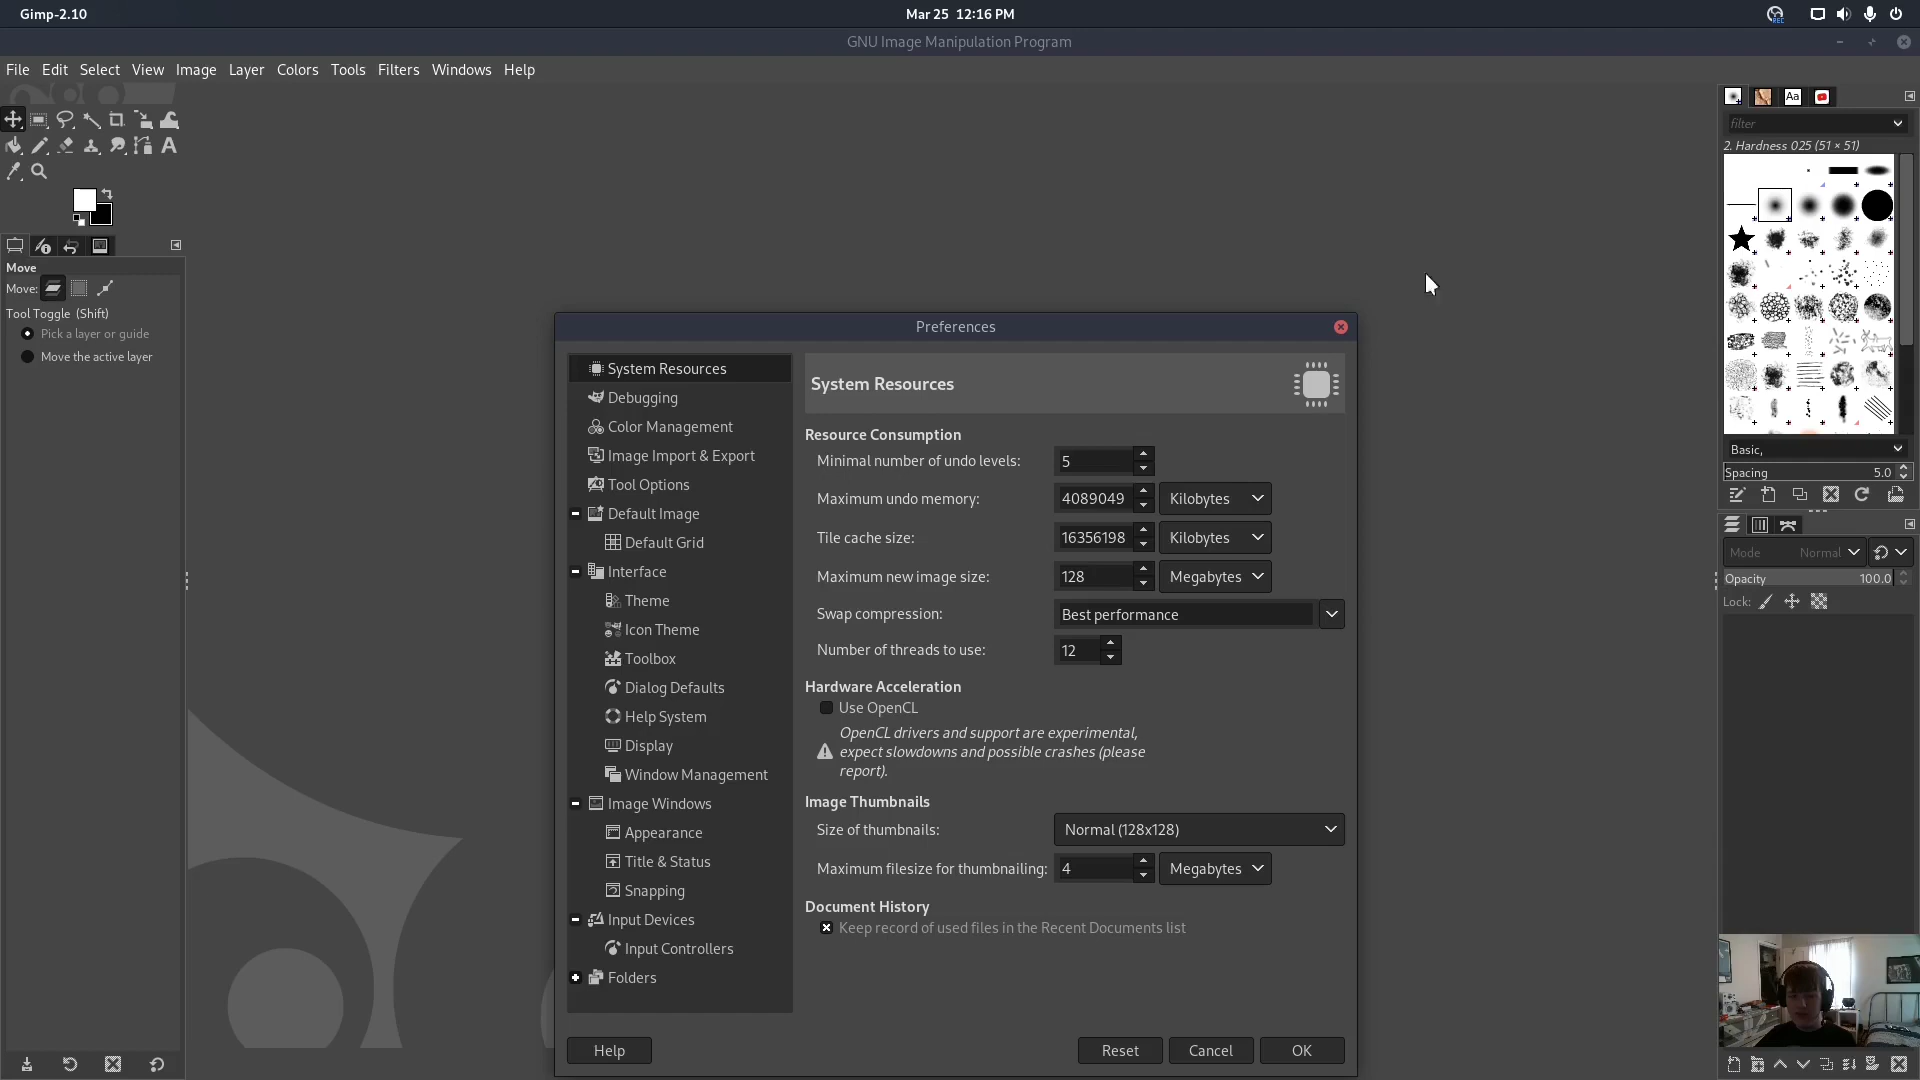 Gimp-2.10
Mar 25 12:16 PM
REC
GNU Image Manipulation Program
File Edit Select View Image Layer Colors Tools Filters Windows Help
Aa
filter
2. Hardness 025 (51 × 51)
Move
Move:
Tool Toggle (Shift)
Pick a layer or guide
Move the active layer
Preferences
System Resources
Debugging
Color Management
Image Import & Export
Tool Options
Default Image
Default Grid
Interface
Theme
Icon Theme
Toolbox
Dialog Defaults
Help System
Display
Window Management
Image Windows
Appearance
Title & Status
Snapping
Input Devices
Input Controllers
Folders
System Resources
Resource Consumption
Minimal number of undo levels: 5
Maximum undo memory: 4089049 Kilobytes
Tile cache size: 16356198 Kilobytes
Maximum new image size: 128 Megabytes
Swap compression: Best performance
Number of threads to use: 12
Hardware Acceleration
Use OpenCL
OpenCL drivers and support are experimental,
expect slowdowns and possible crashes (please
report).
Image Thumbnails
Size of thumbnails: Normal (128x128)
Maximum filesize for thumbnailing: 4 Megabytes
Document History
Keep record of used files in the Recent Documents list
Help Reset Cancel OK
Basic,
Spacing 5.0
Mode Normal
Opacity 100.0
Lock: